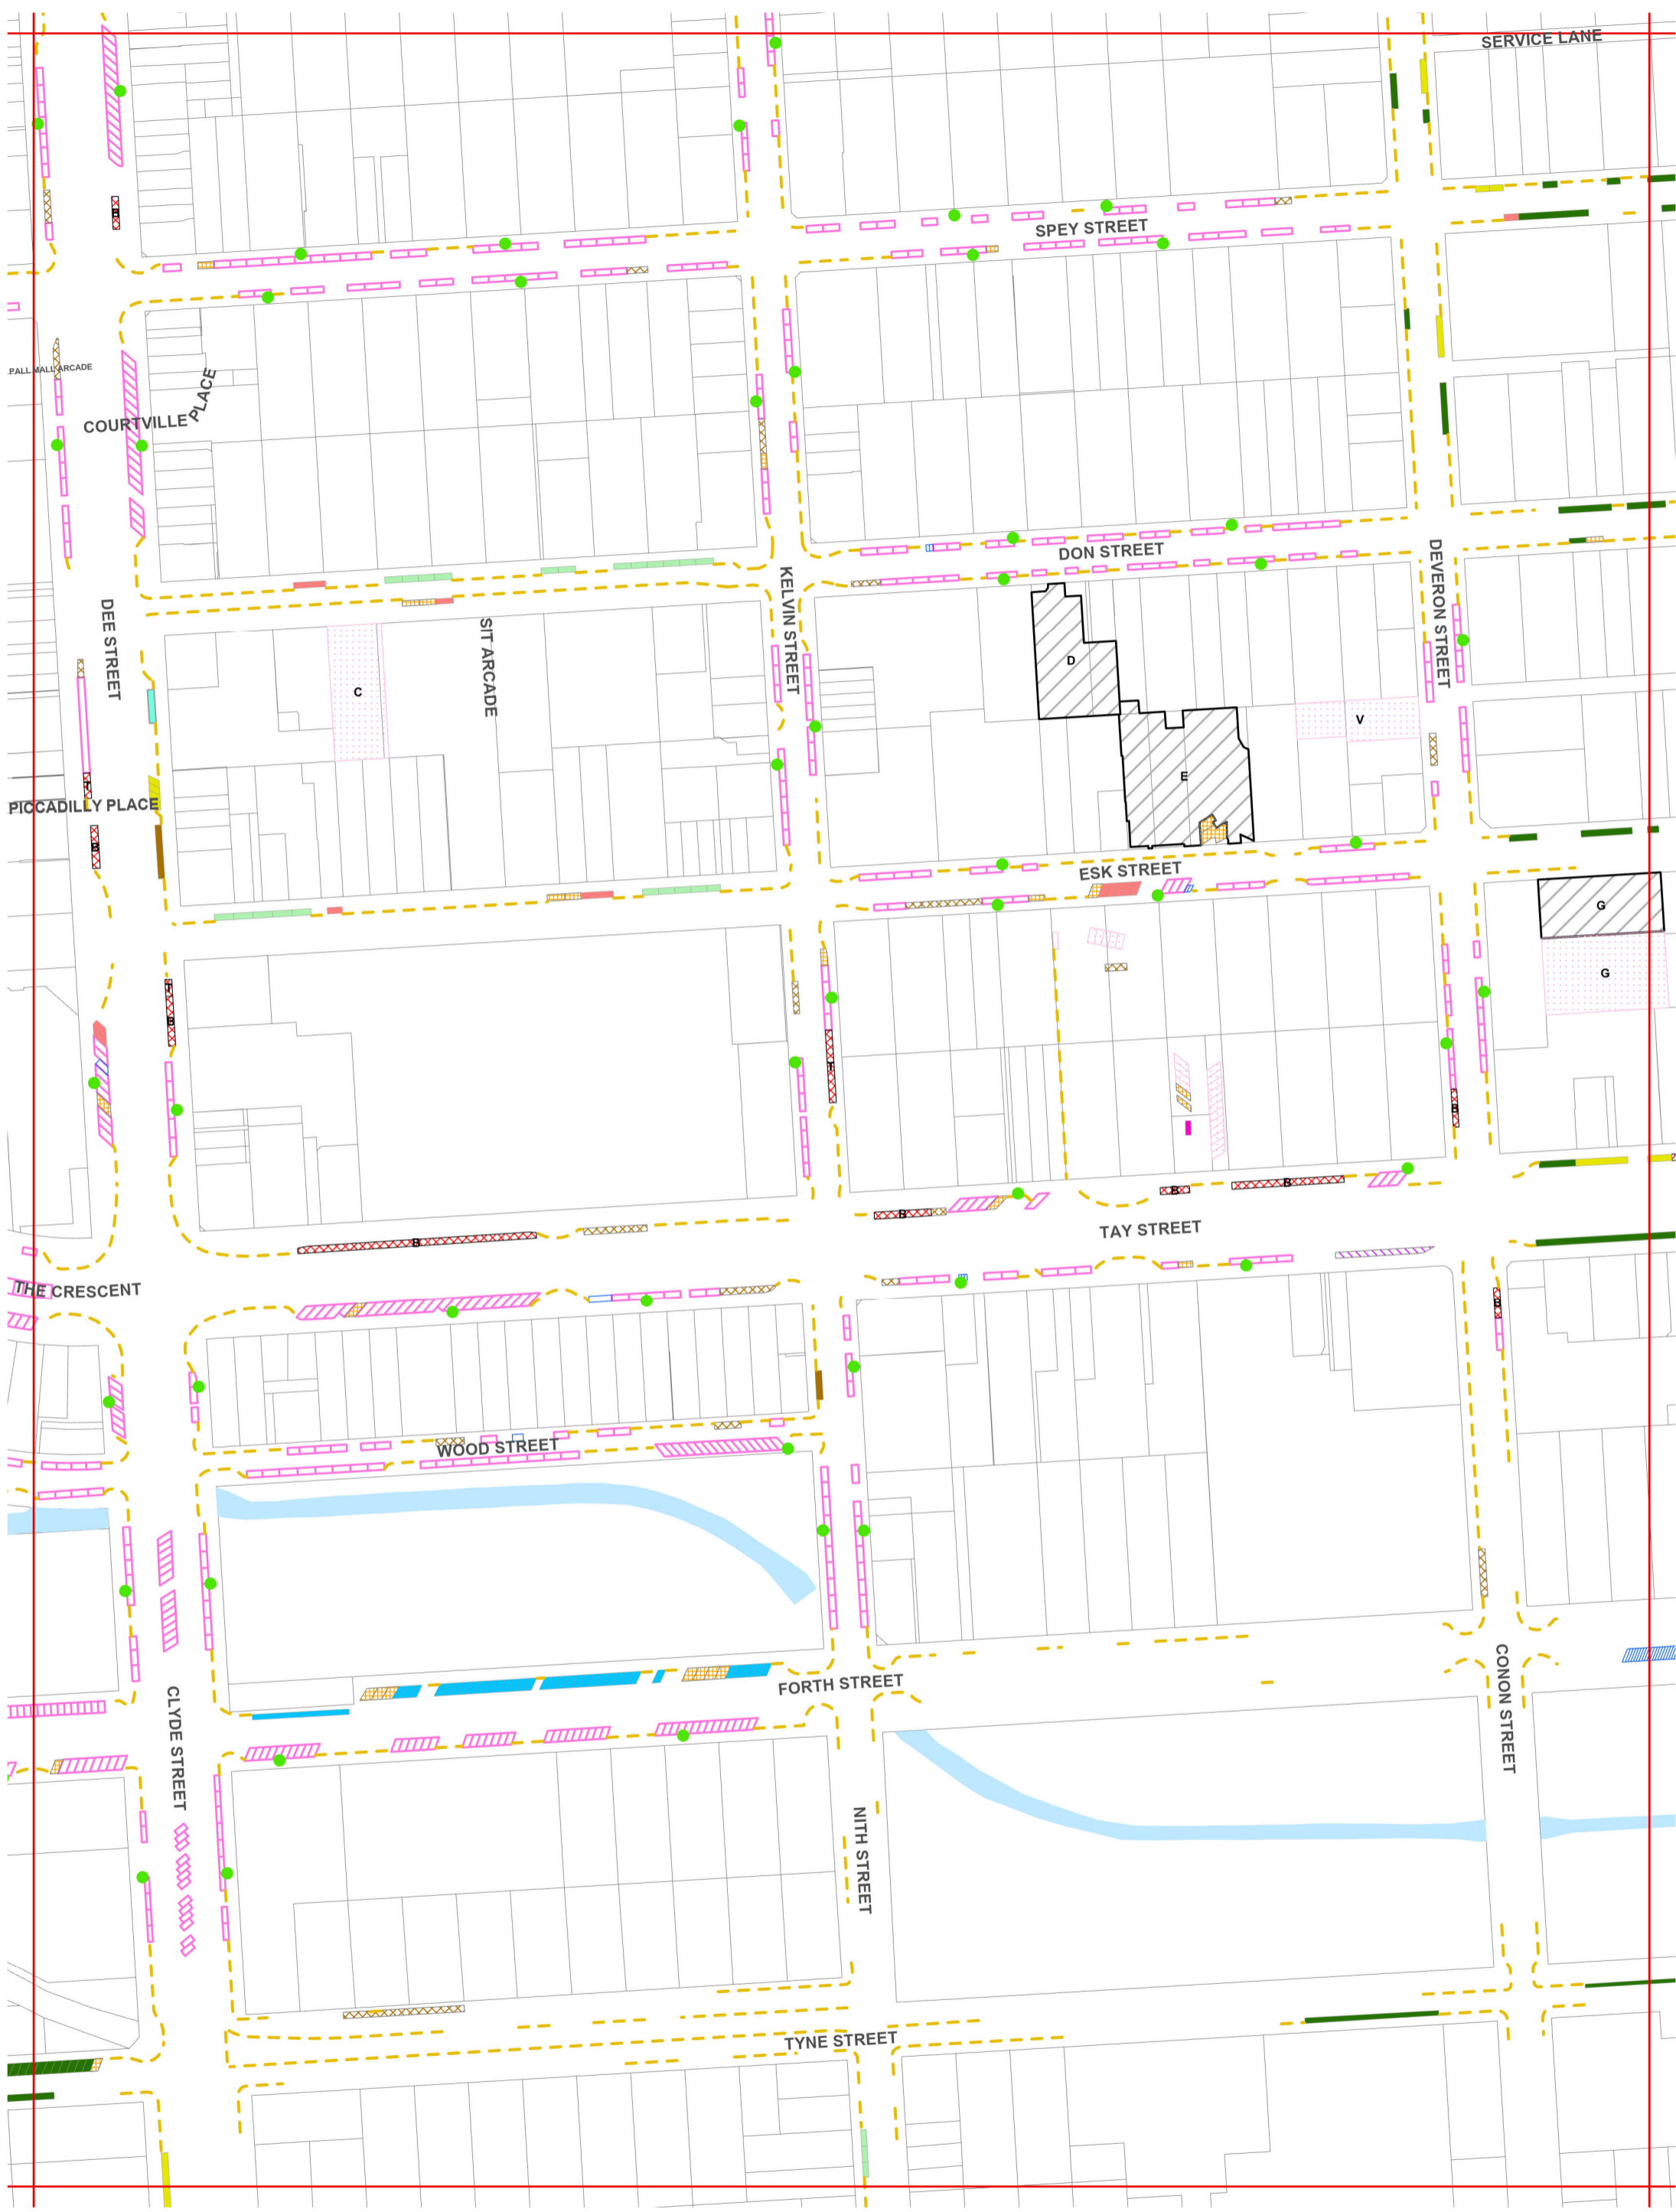 SERVICE LANE
B
SPEY STREET
PALL MALL ARCADE
PLACE
COURTVILLE
DON STREET
DEE STREET
KELVIN STREET
DEVERON STREET
SIT ARCADE
D
C
V
E
T
PICCADILLY PLACE
B
ESK STREET
G
G
T
B
T
B
B
B
B
TAY STREET
B
THE CRESCENT
B
WOOD STREET
FORTH STREET
CLYDE STREET
CONON STREET
NITH STREET
TYNE STREET